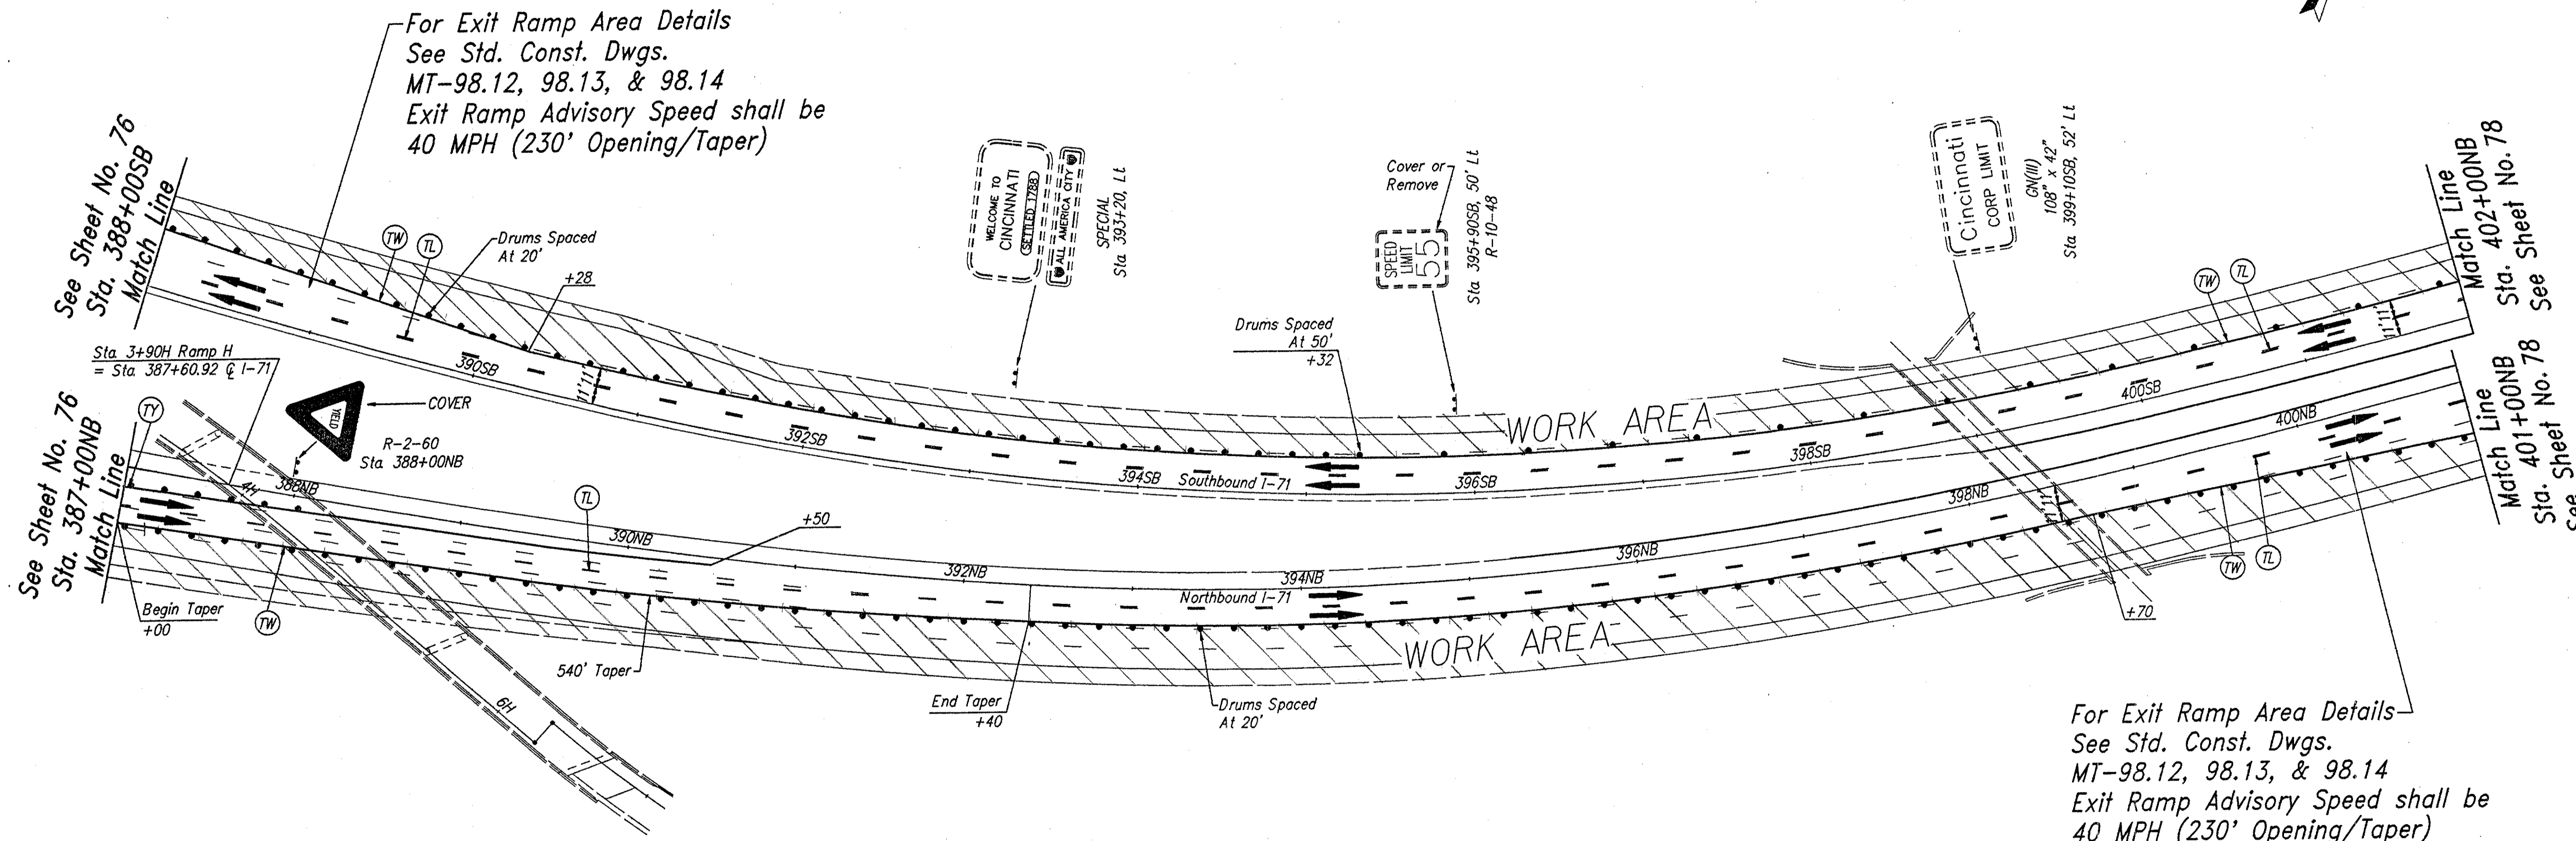 For Exit Ramp Area Details
See Std. Const. Dwgs.
MT-98.12, 98.13, & 98.14
Exit Ramp Advisory Speed shall be
40 MPH (230' Opening/Taper)
See Sheet No. 76
Sta. 388+00SB
Match Line
TW
TL
Drums Spaced
At 20'
+28
WELCOME TO
CINCINNATI
SETTLED 1788
ALL AMERICA CITY
SPECIAL
Sta 393+20, Lt
Cover or
Remove
SPEED
LIMIT
55
Sta 395+90SB, 50' Lt
R-10-48
Cincinnati
CORP LIMIT
GN(III)
108" x 42"
Sta 399+10SB, 52' Lt
Match Line
Sta. 402+00NB
See Sheet No. 78
TW
TL
11'
11'
Drums Spaced
At 50'
+32
390SB
11'
11'
392SB
394SB
Southbound I-71
396SB
398SB
400SB
WORK AREA
Sta 3+90H Ramp H
= Sta 387+60.92 ℄ I-71
YIELD
COVER
R-2-60
Sta 388+00NB
See Sheet No. 76
Sta. 387+00NB
Match Line
TY
4H
388NB
TL
390NB
+50
392NB
394NB
Northbound I-71
396NB
398NB
400NB
11'
11'
Match Line
Sta. 401+00NB
See Sheet
Begin Taper
+00
TW
540' Taper
6H
End Taper
+40
Drums Spaced
At 20'
WORK AREA
+70
TW
TL
For Exit Ramp Area Details
See Std. Const. Dwgs.
MT-98.12, 98.13, & 98.14
Exit Ramp Advisory Speed shall be
40 MPH (230' Opening/Taper)
No. 78